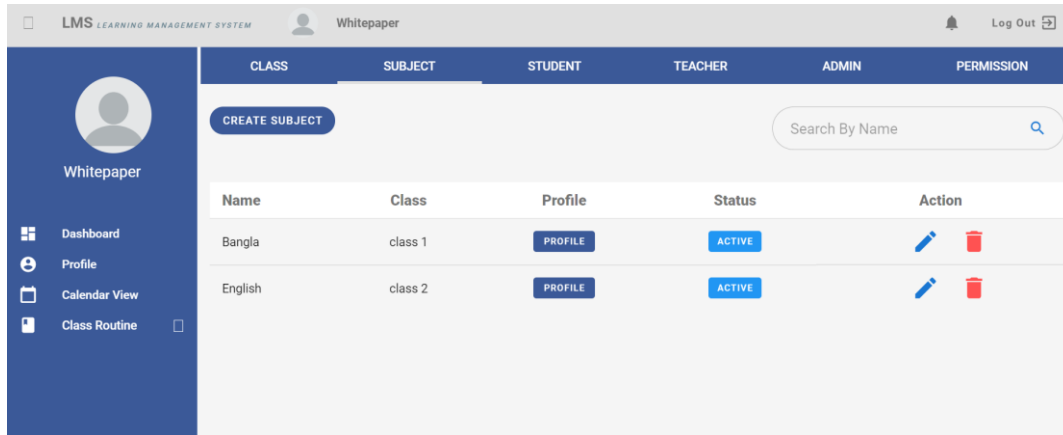 LMS LEARNING MANAGEMENT SYSTEM Whitepaper Log Out
CLASS SUBJECT STUDENT TEACHER ADMIN PERMISSION
CREATE SUBJECT
Search By Name
Whitepaper
Dashboard
Profile
Calendar View
Class Routine
Name Class Profile Status Action
Bangla class 1 PROFILE ACTIVE
English class 2 PROFILE ACTIVE